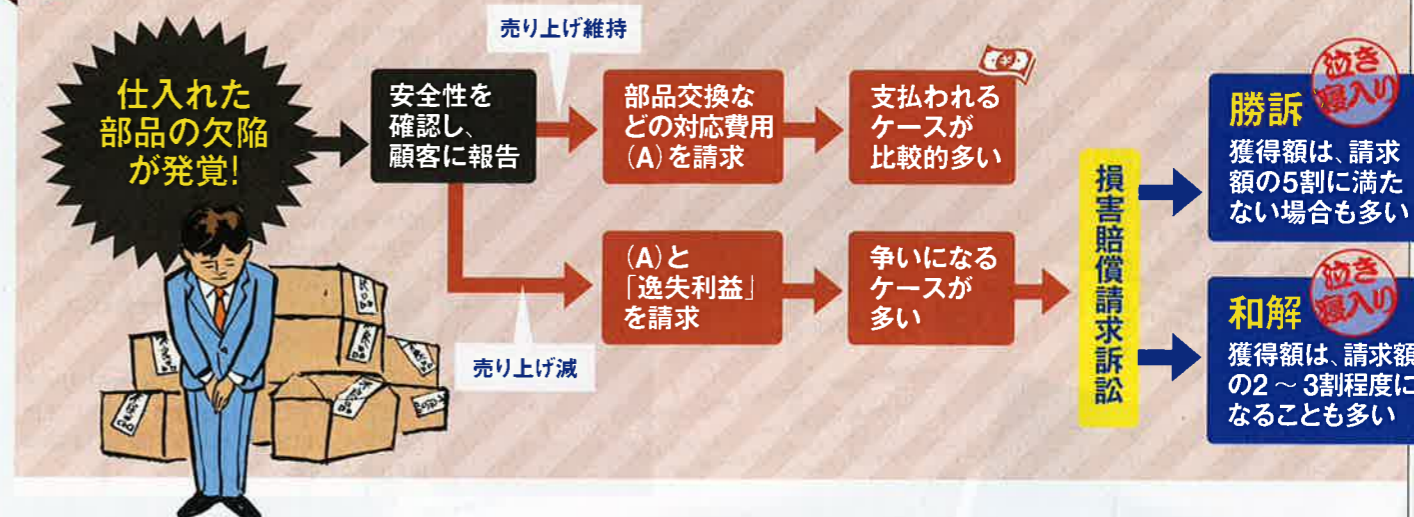 仕入れた
部品の欠陥
が発覚!
安全性を
確認し、
顧客に報告
売り上げ維持
部品交換な
どの対応費用
(A)を請求
支払われる
ケースが
比較的多い
売り上げ減
(A)と
「逸失利益」
を請求
争いになる
ケースが
多い
損害賠償請求訴訟
勝訴
泣き
寝入り
獲得額は、請求
額の5割に満た
ない場合も多い
和解
泣き
寝入り
獲得額は、請求額
の2～3割程度に
なることも多い